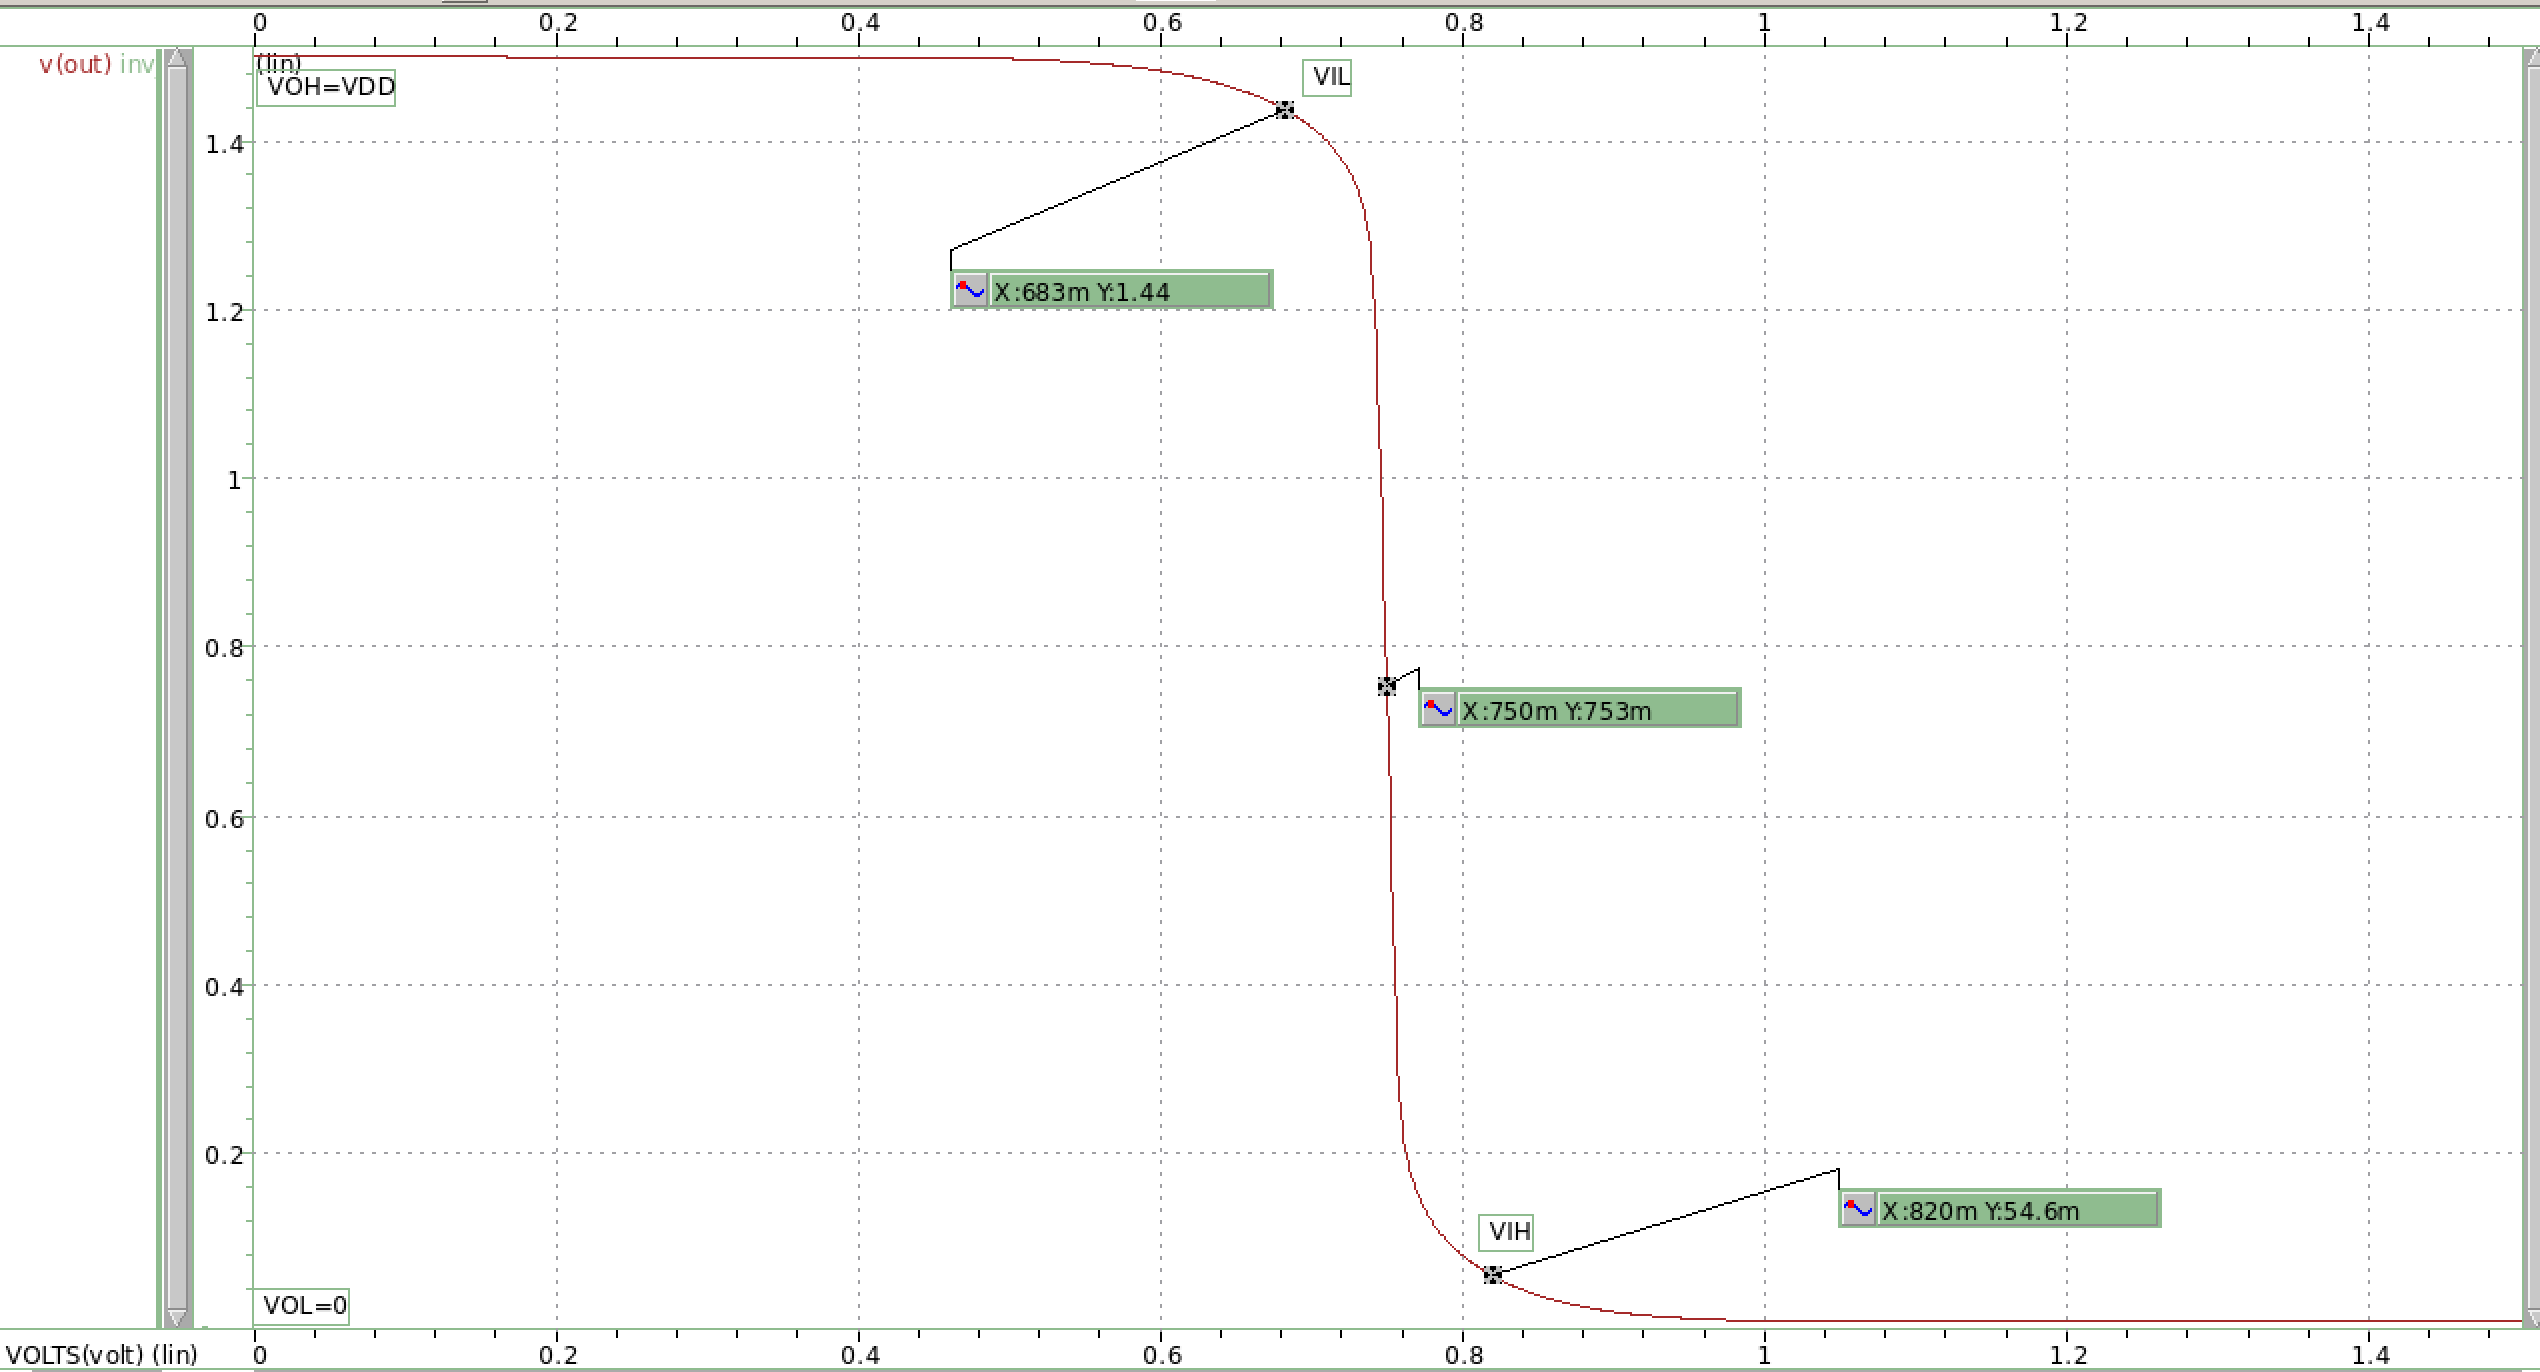 0 0.2 0.4 0.6 0.8 1 1.2 1.4
v(out) inv
(lin)
VOH=VDD
VIL
1.4
X:683m Y:1.44
1.2
1
0.8
X:750m Y:753m
0.6
0.4
0.2
X:820m Y:54.6m
VIH
VOL=0
VOLTS(volt) (lin) 0 0.2 0.4 0.6 0.8 1 1.2 1.4